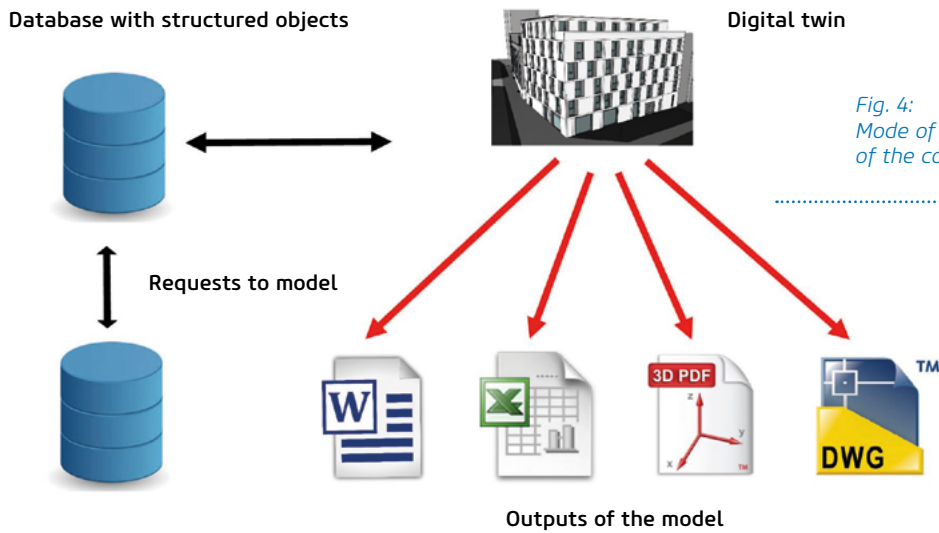 Database with structured objects
Digital twin
Fig. 4:
Mode of
of the
Requests to model
W
X
3D PDF
z
y
x
TM
DWG
TM
Outputs of the model